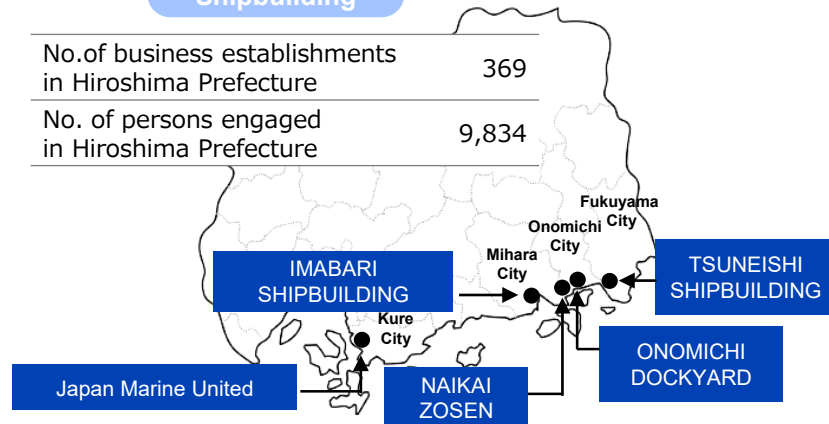 Shipbuilding
No.of business establishments
in Hiroshima Prefecture
369
No. of persons engaged
in Hiroshima Prefecture
9,834
Fukuyama
City
Onomichi
City
Mihara
City
IMABARI
SHIPBUILDING
TSUNEISHI
SHIPBUILDING
Kure
City
ONOMICHI
DOCKYARD
Japan Marine United
NAIKAI
ZOSEN